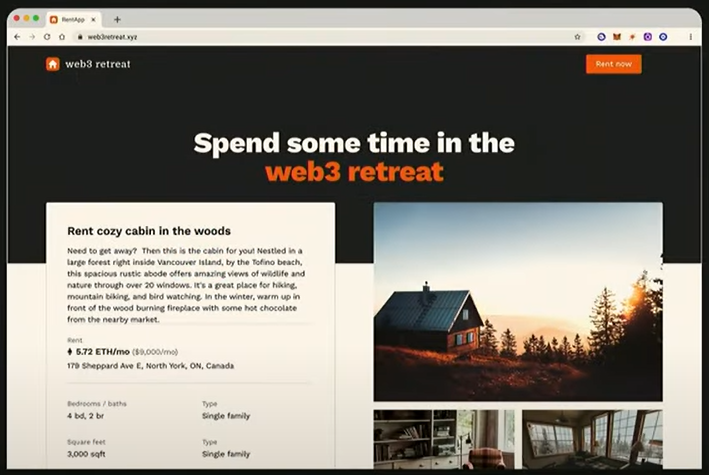 RentApp
web3retreat.xyz
web3 retreat
Rent now
Spend some time in the
web3 retreat
Rent cozy cabin in the woods
Need to get away? Then this is the cabin for you! Nestled in a
large forest right inside Vancouver Island, by the Tofino beach,
this spacious rustic abode offers amazing views of wildlife and
nature through over 20 windows. It's a great place for hiking,
mountain biking, and bird watching. In the winter, warm up in
front of the wood burning fireplace with some hot chocolate
from the nearby market.
Rent
5.72 ETH/mo ($9,000/mo)
179 Sheppard Ave E, North York, ON, Canada
Bedrooms / baths Type
4 bd, 2 br Single family
Square feet Type
3,000 sqft Single family